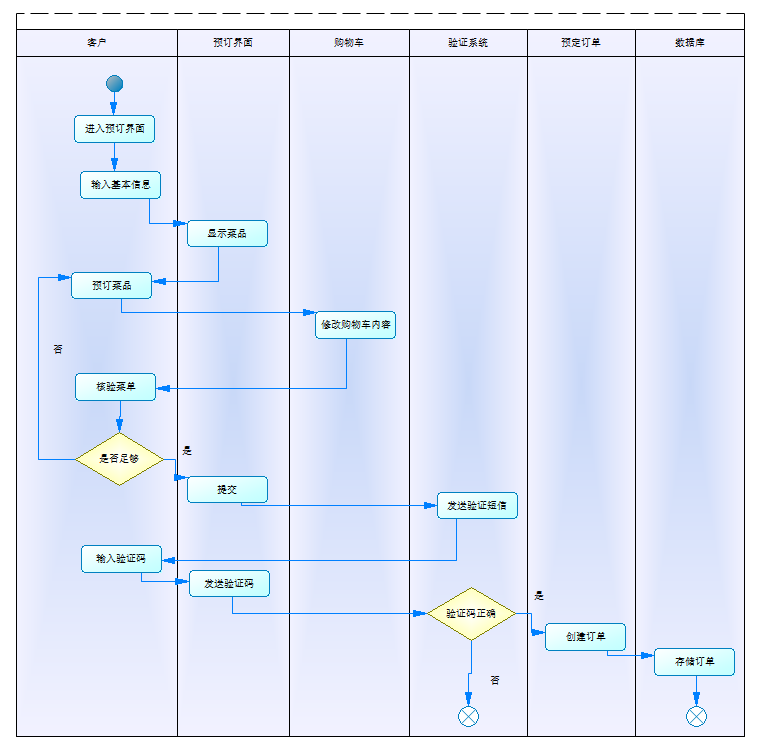 客户
预订界面
购物车
验证系统
预定订单
数据库
进入预订界面
输入基本信息
显示菜品
预订菜品
修改购物车内容
否
核验菜单
是否足够
是
提交
发送验证短信
输入验证码
发送验证码
验证码正确
是
创建订单
存储订单
否